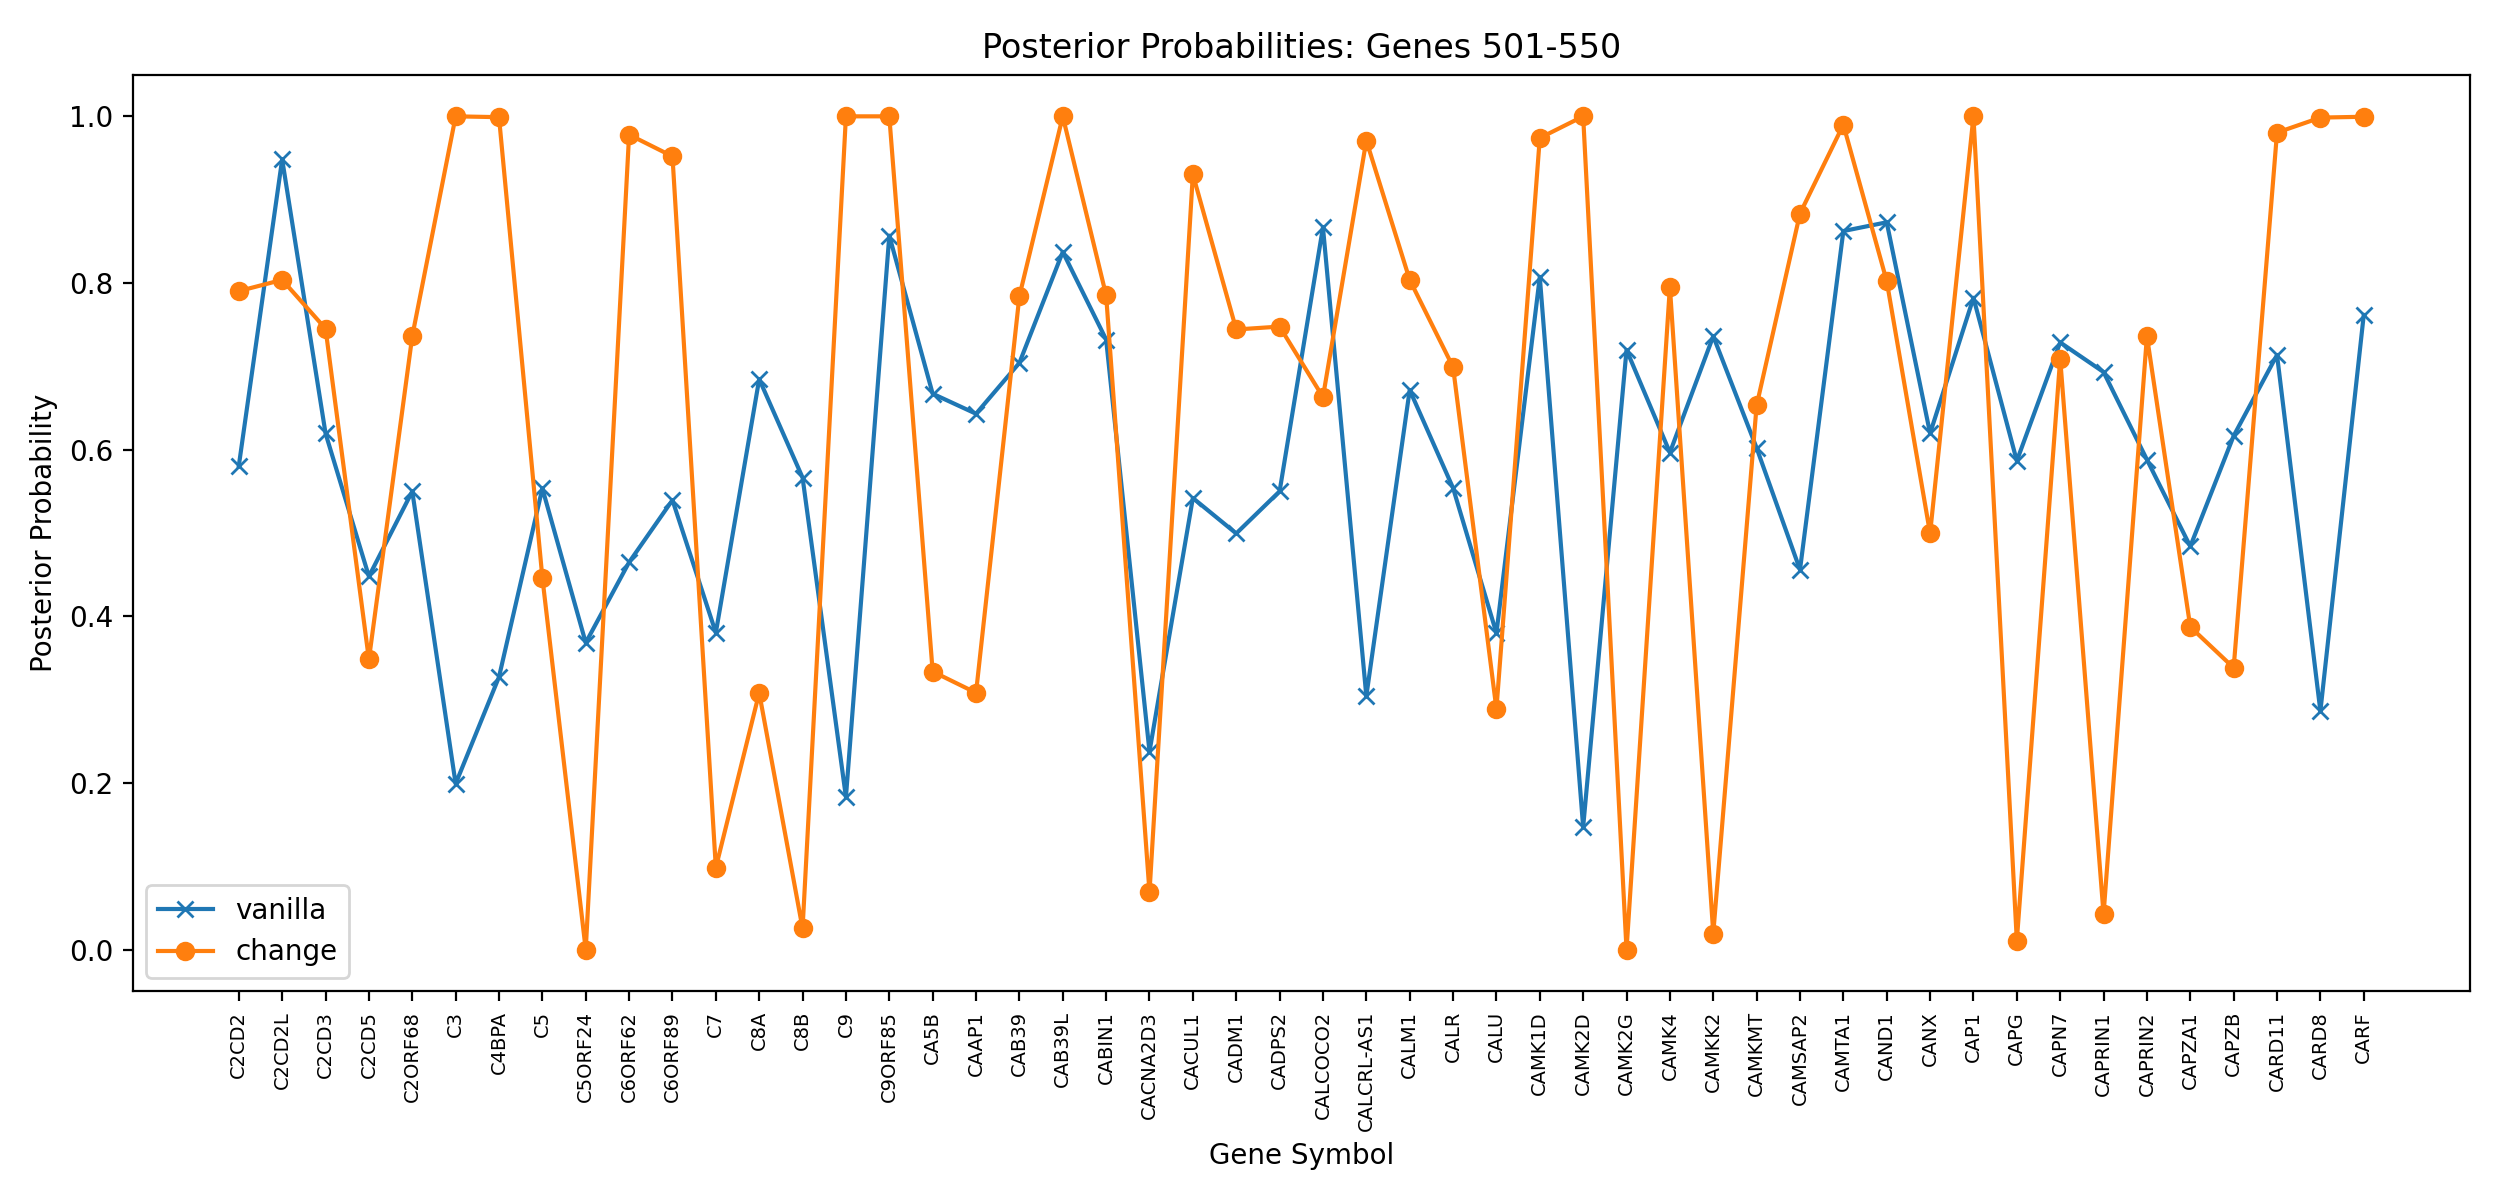 Posterior Probabilities: Genes 501-550
Posterior Probability
1.0
0.8
0.6
0.4
0.2
0.0
vanilla
change
C2CD2
C2CD2L
C2CD3
C2CD5
C2ORF68
C3
C4BPA
C5
C5ORF24
C6ORF62
C6ORF89
C7
C8A
C8B
C9
C9ORF85
CA5B
CAAP1
CAB39
CAB39L
CABIN1
CACNA2D3
CACUL1
CADM1
CADPS2
CALCOCO2
CALCRL-AS1
CALM1
CALR
CALU
CAMK1D
CAMK2D
CAMK2G
CAMK4
CAMKK2
CAMKMT
CAMSAP2
CAMTA1
CAND1
CANX
CAP1
CAPG
CAPN7
CAPRIN1
CAPRIN2
CAPZA1
CAPZB
CARD11
CARD8
CARF
Gene Symbol